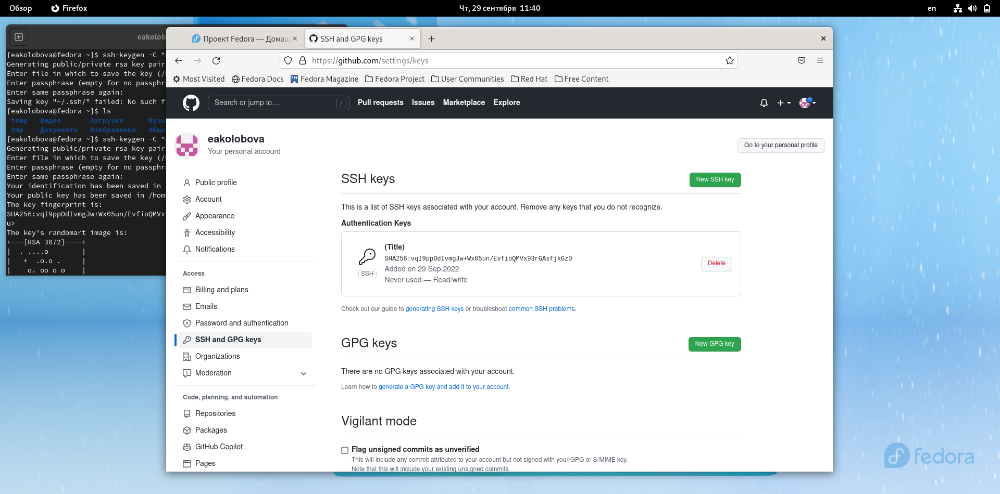 Обзор
Firefox
Чт, 29 сентября 11:40
en
eakolob
[eakolobova@fedora ~]$ ssh-keygen -C "
Generating public/private rsa key pair
Enter file in which to save the key (/
Enter passphrase (empty for no passphr
Enter same passphrase again:
Saving key "~/.ssh/" failed: No such f
[eakolobova@fedora ~]$ ls
temp Видео Загрузки Музы
tmp Документы Изображения Обще
[eakolobova@fedora ~]$ ssh-keygen -C "
Generating public/private rsa key pair
Enter file in which to save the key (/
Enter passphrase (empty for no passphr
Enter same passphrase again:
Your identification has been saved in
Your public key has been saved in /hom
The key fingerprint is:
SHA256:vqI9ppDdIvmgJw+Wx05un/EvfioQMVx
u>
The key's randomart image is:
+---[RSA 3072]----+
| . ....o |
| + .o.o . |
| o. oo o o |
Проект Fedora — Домаш
SSH and GPG keys
https://github.com/settings/keys
Most Visited
Fedora Docs
Fedora Magazine
Fedora Project
User Communities
Red Hat
Free Content
Search or jump to…
/
Pull requests
Issues
Marketplace
Explore
eakolobova
Your personal account
Go to your personal profile
Public profile
Account
Appearance
Accessibility
Notifications
Access
Billing and plans
Emails
Password and authentication
SSH and GPG keys
Organizations
Moderation
Code, planning, and automation
Repositories
Packages
GitHub Copilot
Pages
SSH keys
New SSH key
This is a list of SSH keys associated with your account. Remove any keys that you do not recognize.
Authentication Keys
(Title)
SHA256:vqI9ppDdIvmgJw+Wx05un/EvfioQMVx93rGAsfjkGz0
Added on 29 Sep 2022
Never used — Read/write
SSH
Delete
Check out our guide to generating SSH keys or troubleshoot common SSH problems.
GPG keys
New GPG key
There are no GPG keys associated with your account.
Learn how to generate a GPG key and add it to your account.
Vigilant mode
Flag unsigned commits as unverified
This will include any commit attributed to your account but not signed with your GPG or S/MIME key.
Note that this will include your existing unsigned commits.
fedora